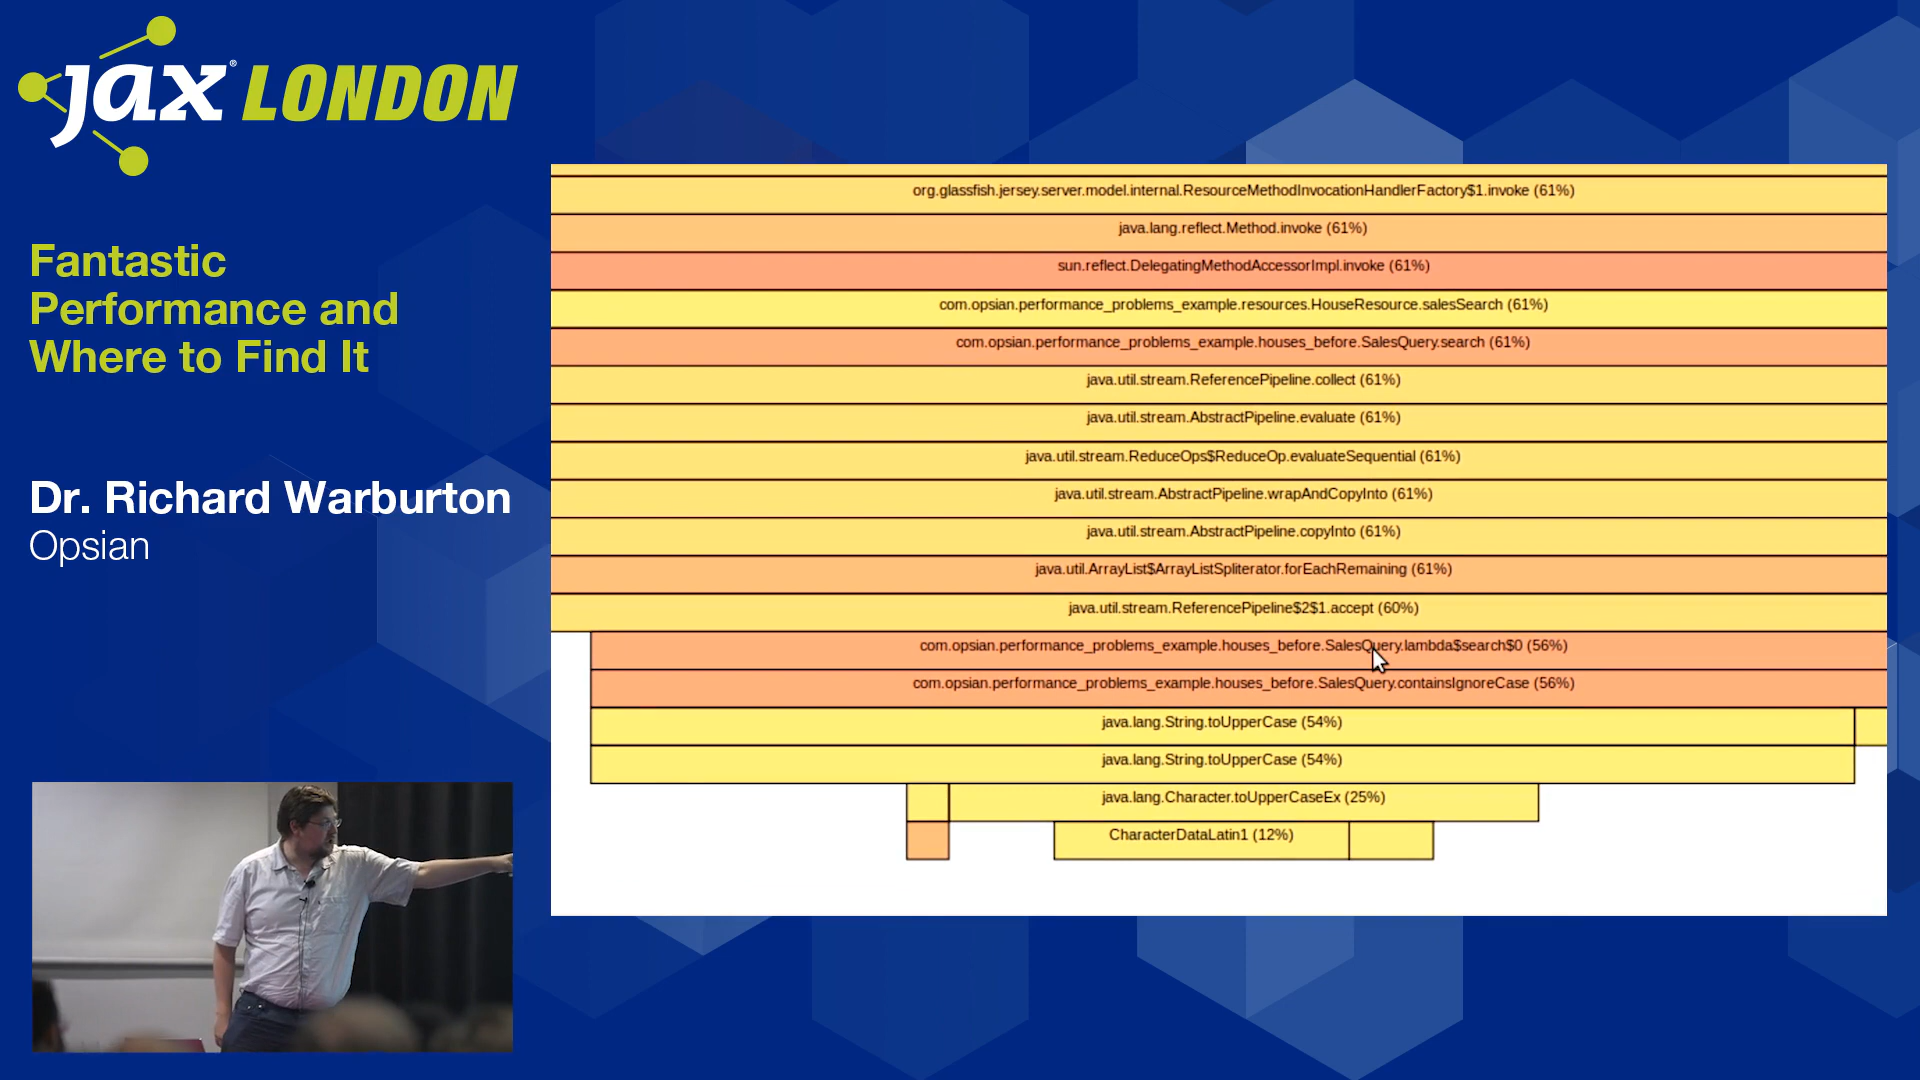 jax® LONDON
Fantastic
Performance and
Where to Find It
Dr. Richard Warburton
Opsian
org.glassfish.jersey.server.model.internal.ResourceMethodInvocationHandlerFactory$1.invoke (61%)
java.lang.reflect.Method.invoke (61%)
sun.reflect.DelegatingMethodAccessorImpl.invoke (61%)
com.opsian.performance_problems_example.resources.HouseResource.salesSearch (61%)
com.opsian.performance_problems_example.houses_before.SalesQuery.search (61%)
java.util.stream.ReferencePipeline.collect (61%)
java.util.stream.AbstractPipeline.evaluate (61%)
java.util.stream.ReduceOps$ReduceOp.evaluateSequential (61%)
java.util.stream.AbstractPipeline.wrapAndCopyInto (61%)
java.util.stream.AbstractPipeline.copyInto (61%)
java.util.ArrayList$ArrayListSpliterator.forEachRemaining (61%)
java.util.stream.ReferencePipeline$2$1.accept (60%)
com.opsian.performance_problems_example.houses_before.SalesQuery.lambda$search$0 (56%)
com.opsian.performance_problems_example.houses_before.SalesQuery.containsIgnoreCase (56%)
java.lang.String.toUpperCase (54%)
java.lang.String.toUpperCase (54%)
java.lang.Character.toUpperCaseEx (25%)
CharacterDataLatin1 (12%)